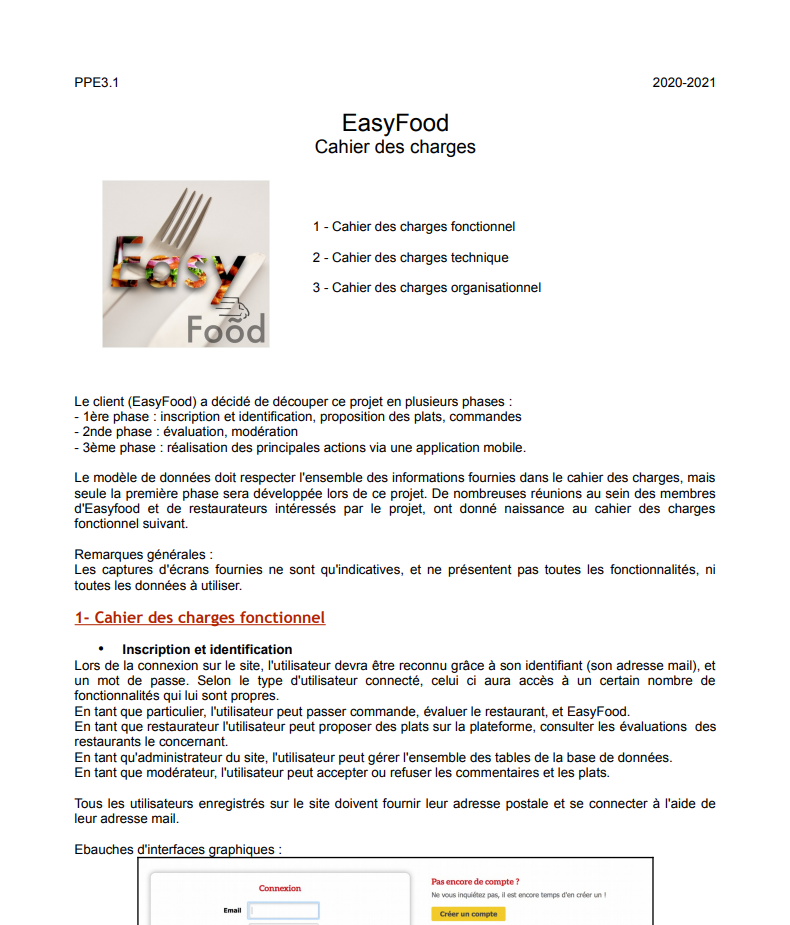 PPE3.1 2020-2021
EasyFood
Cahier des charges
Easy
Food
1 - Cahier des charges fonctionnel
2 - Cahier des charges technique
3 - Cahier des charges organisationnel
Le client (EasyFood) a décidé de découper ce projet en plusieurs phases :
- 1ère phase : inscription et identification, proposition des plats, commandes
- 2nde phase : évaluation, modération
- 3ème phase : réalisation des principales actions via une application mobile.
Le modèle de données doit respecter l'ensemble des informations fournies dans le cahier des charges, mais
seule la première phase sera développée lors de ce projet. De nombreuses réunions au sein des membres
d'Easyfood et de restaurateurs intéressés par le projet, ont donné naissance au cahier des charges
fonctionnel suivant.
Remarques générales :
Les captures d'écrans fournies ne sont qu'indicatives, et ne présentent pas toutes les fonctionnalités, ni
toutes les données à utiliser.
1- Cahier des charges fonctionnel
• Inscription et identification
Lors de la connexion sur le site, l'utilisateur devra être reconnu grâce à son identifiant (son adresse mail), et
un mot de passe. Selon le type d'utilisateur connecté, celui ci aura accès à un certain nombre de
fonctionnalités qui lui sont propres.
En tant que particulier, l'utilisateur peut passer commande, évaluer le restaurant, et EasyFood.
En tant que restaurateur l'utilisateur peut proposer des plats sur la plateforme, consulter les évaluations des
restaurants le concernant.
En tant qu'administrateur du site, l'utilisateur peut gérer l'ensemble des tables de la base de données.
En tant que modérateur, l'utilisateur peut accepter ou refuser les commentaires et les plats.
Tous les utilisateurs enregistrés sur le site doivent fournir leur adresse postale et se connecter à l'aide de
leur adresse mail.
Ebauches d'interfaces graphiques :
Connexion
Email
Pas encore de compte ?
Ne vous inquiétez pas, il est encore temps d'en créer un !
Créer un compte